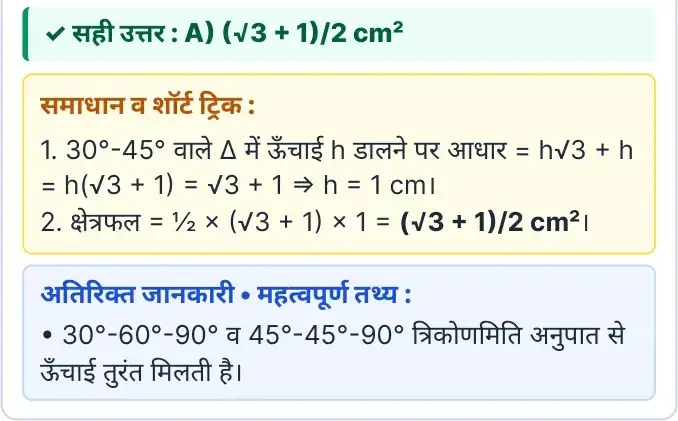 ✓ सही उत्तर : A) (√3 + 1)/2 cm²
समाधान व शॉर्ट ट्रिक :
1. 30°-45° वाले Δ में ऊँचाई h डालने पर आधार = h√3 + h
= h(√3 + 1) = √3 + 1 ⇒ h = 1 cm।
2. क्षेत्रफल = ½ × (√3 + 1) × 1 = (√3 + 1)/2 cm²।
अतिरिक्त जानकारी • महत्वपूर्ण तथ्य :
• 30°-60°-90° व 45°-45°-90° त्रिकोणमिति अनुपात से
ऊँचाई तुरंत मिलती है।